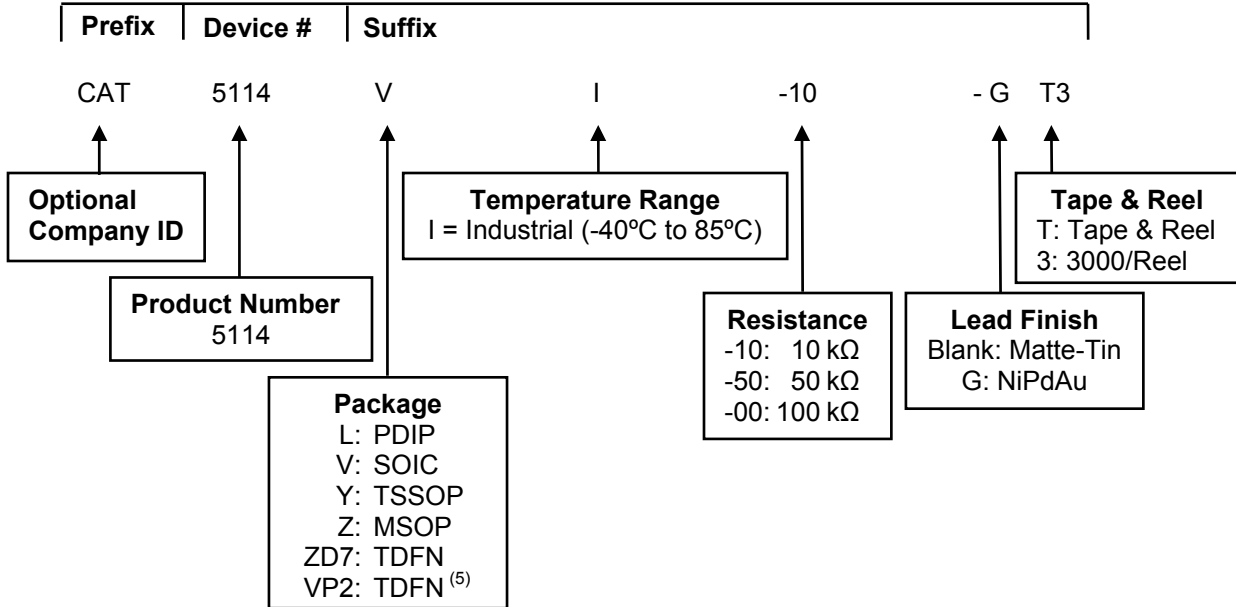 Prefix Device # Suffix
CAT 5114 V I -10 - G T3
Optional
Company ID
Product Number
5114
Package
L: PDIP
V: SOIC
Y: TSSOP
Z: MSOP
ZD7: TDFN
VP2: TDFN (5)
Temperature Range
I = Industrial (-40ºC to 85ºC)
Resistance
-10: 10 kΩ
-50: 50 kΩ
-00: 100 kΩ
Lead Finish
Blank: Matte-Tin
G: NiPdAu
Tape & Reel
T: Tape & Reel
3: 3000/Reel